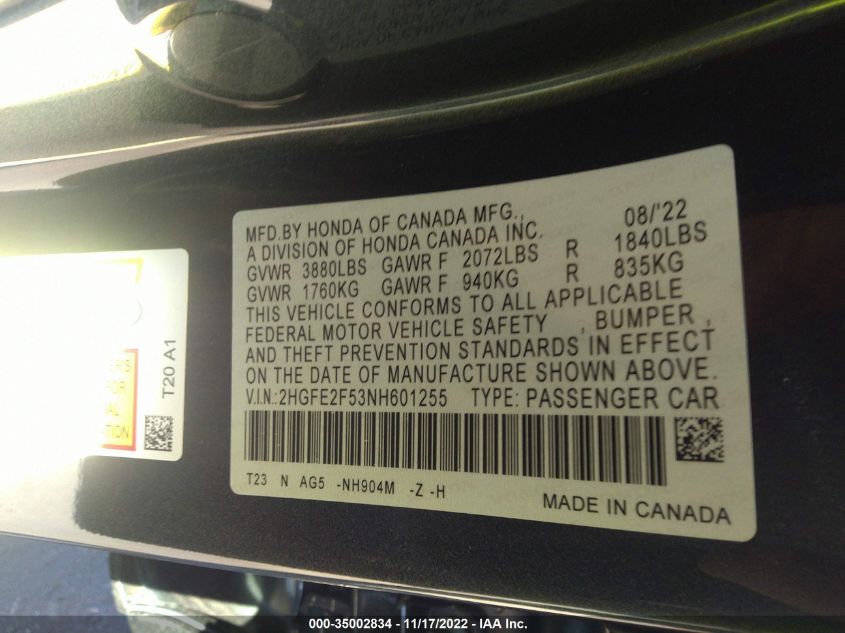 MFD.BY HONDA OF CANADA MFG., 08/'22
A DIVISION OF HONDA CANADA INC.
GVWR 3880LBS GAWR F 2072LBS R 1840LBS
GVWR 1760KG GAWR F 940KG R 835KG
THIS VEHICLE CONFORMS TO ALL APPLICABLE
FEDERAL MOTOR VEHICLE SAFETY , BUMPER ,
AND THEFT PREVENTION STANDARDS IN EFFECT
ON THE DATE OF MANUFACTURE SHOWN ABOVE.
V.I.N.:2HGFE2F53NH601255 TYPE: PASSENGER CAR
T23 N AG5 -NH904M -Z -H
MADE IN CANADA
T20 A1
FOR
000-35002834 - 11/17/2022 - IAA Inc.